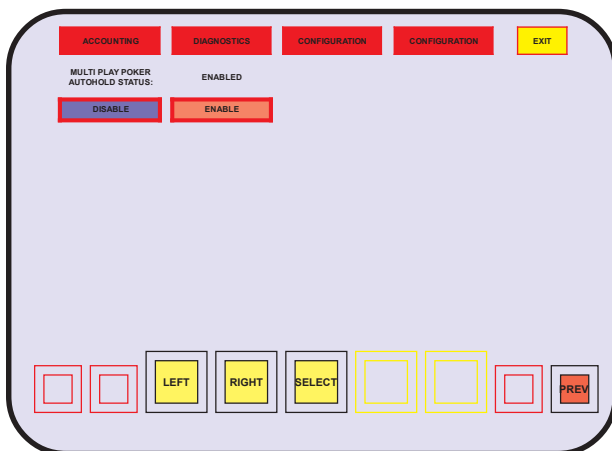 ACCOUNTING
DIAGNOSTICS
CONFIGURATION
CONFIGURATION
EXIT
MULTI PLAY POKER
AUTOHOLD STATUS:
ENABLED
DISABLE
ENABLE
LEFT
RIGHT
SELECT
PREV